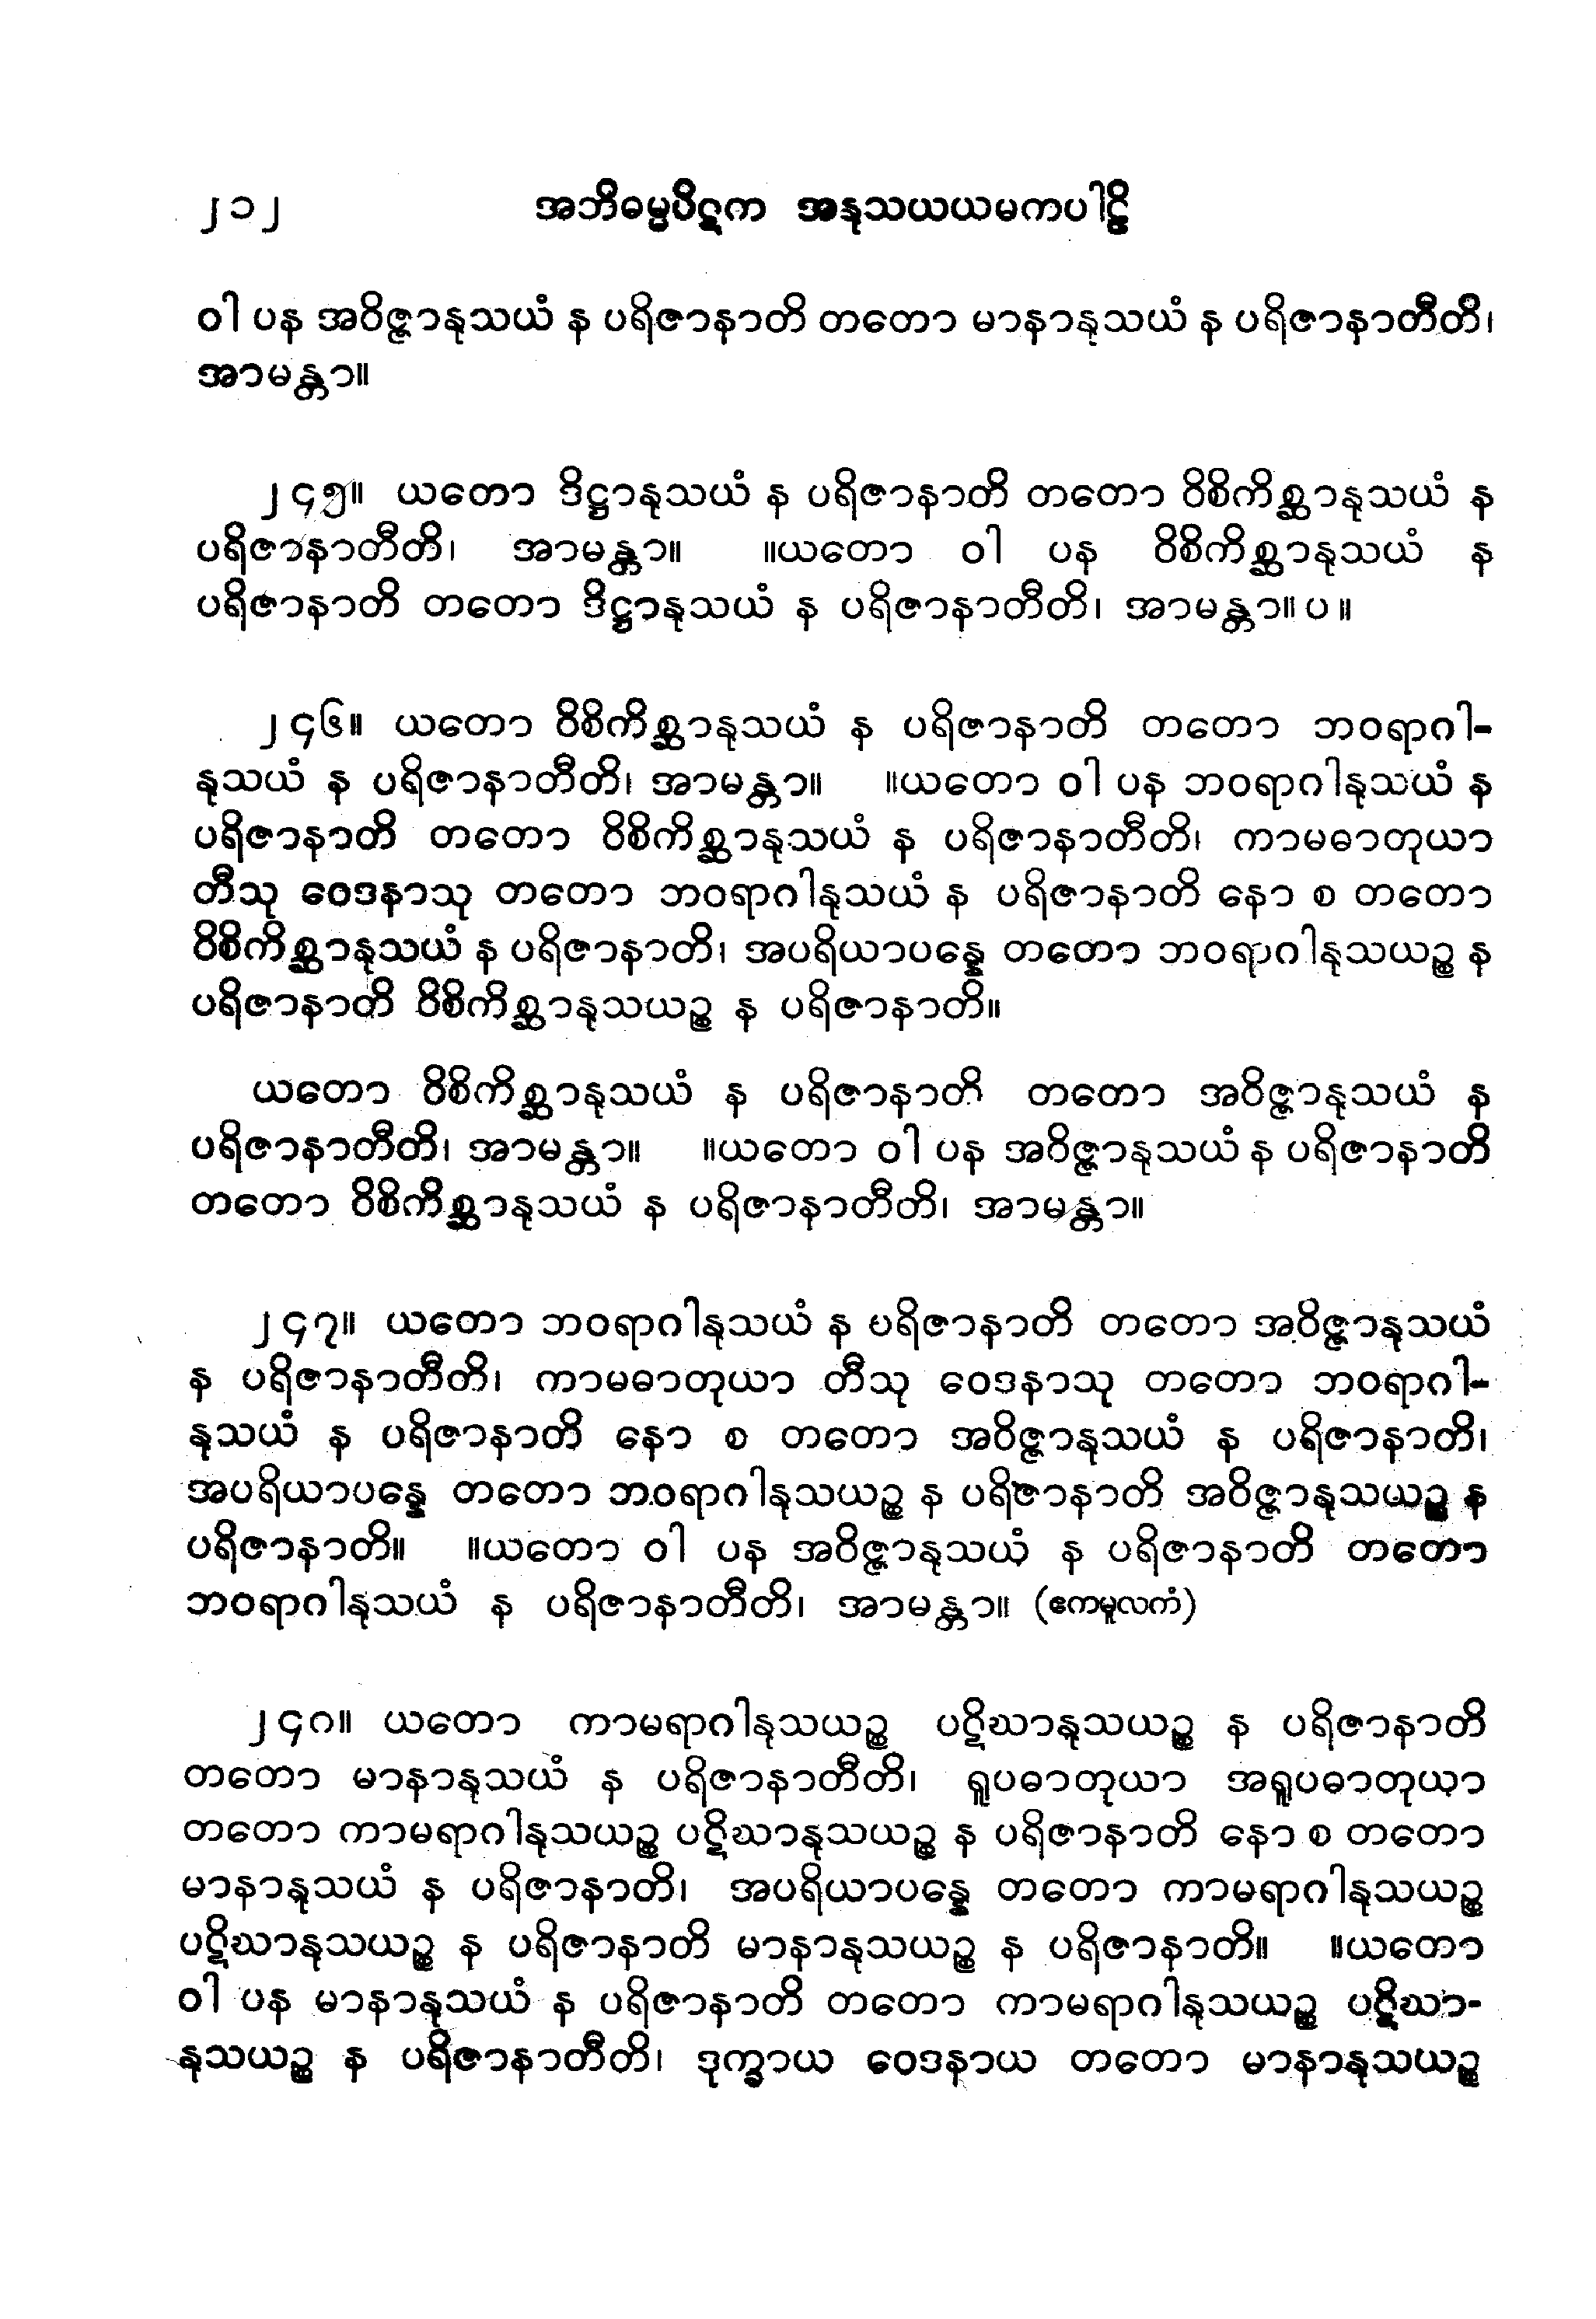 ၂၁၂ အဘိဓမ္မပိဋက အနုသယယမကပါဠိ
ဝါ ပန အဝိဇ္ဇာနုသယံ န ပရိဇာနာတိ တတော မာနာနုသယံ န ပရိဇာနာတီတိ၊
အာမန္တာ။
၂၄၅။ ယတော ဒိဋ္ဌာနုသယံ န ပရိဇာနာတိ တတော ဝိစိကိစ္ဆာနုသယံ န
ပရိဇာနာတီတိ၊ အာမန္တာ။ ။ယတော ဝါ ပန ဝိစိကိစ္ဆာနုသယံ န
ပရိဇာနာတိ တတော ဒိဋ္ဌာနုသယံ န ပရိဇာနာတီတိ၊ အာမန္တာ။ပ။
၂၄၆။ ယတော ဝိစိကိစ္ဆာနုသယံ န ပရိဇာနာတိ တတော ဘဝရာဂါ-
နုသယံ န ပရိဇာနာတီတိ၊ အာမန္တာ။ ။ယတော ဝါ ပန ဘဝရာဂါနုသယံ န
ပရိဇာနာတိ တတော ဝိစိကိစ္ဆာနုသယံ န ပရိဇာနာတီတိ၊ ကာမဓာတုယာ
တီသု ဝေဒနာသု တတော ဘဝရာဂါနုသယံ န ပရိဇာနာတိ နော စ တတော
ဝိစိကိစ္ဆာနုသယံ န ပရိဇာနာတိ၊ အပရိယာပန္နေ တတော ဘဝရာဂါနုသယဉ္စ န
ပရိဇာနာတိ ဝိစိကိစ္ဆာနုသယဉ္စ န ပရိဇာနာတိ။
ယတော ဝိစိကိစ္ဆာနုသယံ န ပရိဇာနာတိ တတော အဝိဇ္ဇာနုသယံ န
ပရိဇာနာတီတိ၊ အာမန္တာ။ ။ယတော ဝါ ပန အဝိဇ္ဇာနုသယံ န ပရိဇာနာတိ
တတော ဝိစိကိစ္ဆာနုသယံ န ပရိဇာနာတီတိ၊ အာမန္တာ။
၂၄၇။ ယတော ဘဝရာဂါနုသယံ န ပရိဇာနာတိ တတော အဝိဇ္ဇာနုသယံ
န ပရိဇာနာတီတိ၊ ကာမဓာတုယာ တီသု ဝေဒနာသု တတော ဘဝရာဂါ-
နုသယံ န ပရိဇာနာတိ နော စ တတော အဝိဇ္ဇာနုသယံ န ပရိဇာနာတိ၊
အပရိယာပန္နေ တတော ဘဝရာဂါနုသယဉ္စ န ပရိဇာနာတိ အဝိဇ္ဇာနုသယဉ္စ န
ပရိဇာနာတိ။ ။ယတော ဝါ ပန အဝိဇ္ဇာနုသယံ န ပရိဇာနာတိ တတော
ဘဝရာဂါနုသယံ န ပရိဇာနာတီတိ၊ အာမန္တာ။ (ဧကမူလကံ)
၂၄၈။ ယတော ကာမရာဂါနုသယဉ္စ ပဋိဃာနုသယဉ္စ န ပရိဇာနာတိ
တတော မာနာနုသယံ န ပရိဇာနာတီတိ၊ ရူပဓာတုယာ အရူပဓာတုယာ
တတော ကာမရာဂါနုသယဉ္စ ပဋိဃာနုသယဉ္စ န ပရိဇာနာတိ နော စ တတော
မာနာနုသယံ န ပရိဇာနာတိ၊ အပရိယာပန္နေ တတော ကာမရာဂါနုသယဉ္စ
ပဋိဃာနုသယဉ္စ န ပရိဇာနာတိ မာနာနုသယဉ္စ န ပရိဇာနာတိ။ ။ယတော
ဝါ ပန မာနာနုသယံ န ပရိဇာနာတိ တတော ကာမရာဂါနုသယဉ္စ ပဋိဃာ-
နုသယဉ္စ န ပရိဇာနာတီတိ၊ ဒုက္ခာယ ဝေဒနာယ တတော မာနာနုသယဉ္စ